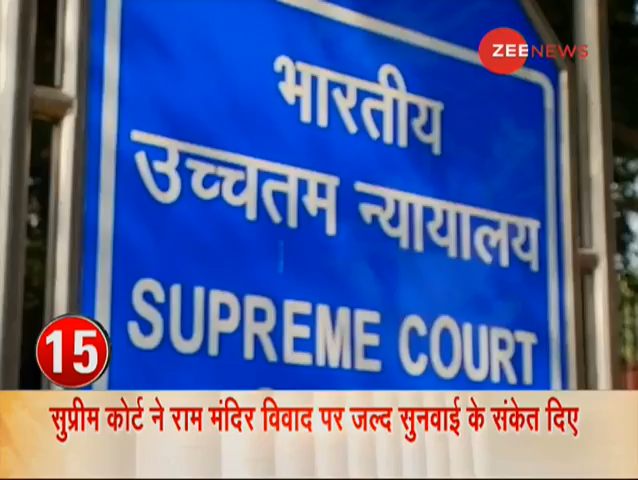 ZEE NEWS
भारतीय
उच्चतम न्यायालय
SUPREME COURT
15
सुप्रीम कोर्ट ने राम मंदिर विवाद पर जल्द सुनवाई के संकेत दिए